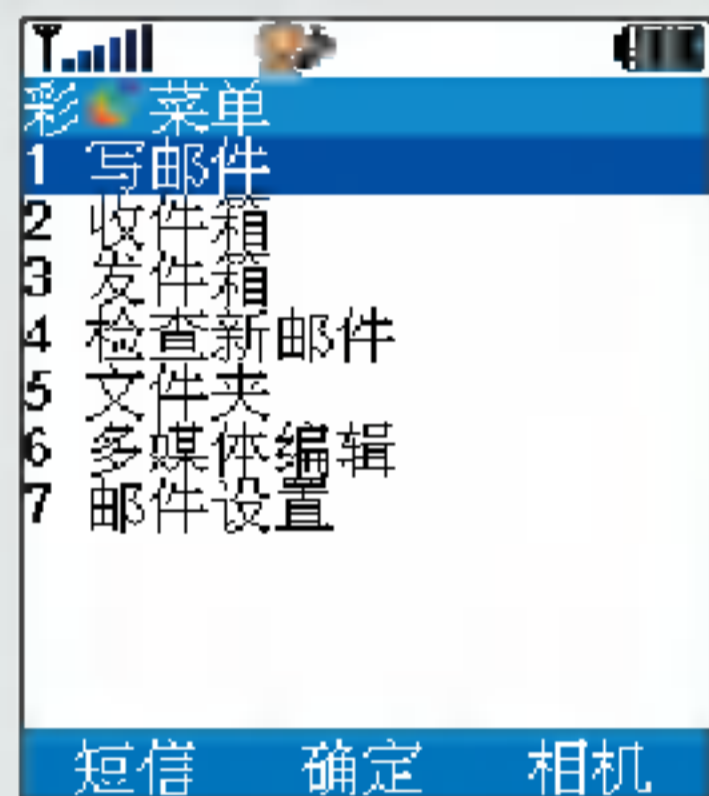 彩菜单
1 写邮件
2 收件箱
3 发件箱
4 检查新邮件
5 文件夹
6 多媒体编辑
7 邮件设置
短信 确定 相机